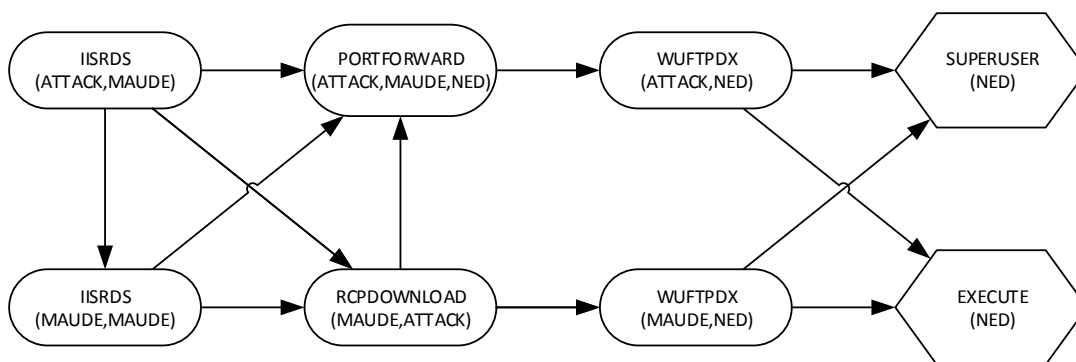 IISRDS
(ATTACK,MAUDE)
PORTFORWARD
(ATTACK,MAUDE,NED)
WUFTPDX
(ATTACK,NED)
SUPERUSER
(NED)
IISRDS
(MAUDE,MAUDE)
RCPDOWNLOAD
(MAUDE,ATTACK)
WUFTPDX
(MAUDE,NED)
EXECUTE
(NED)